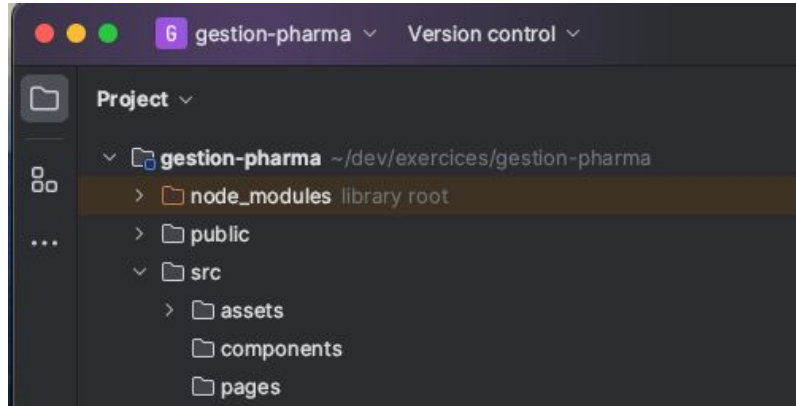 G gestion-pharma Version control
Project
gestion-pharma ~/dev/exercices/gestion-pharma
node_modules library root
public
src
assets
components
pages